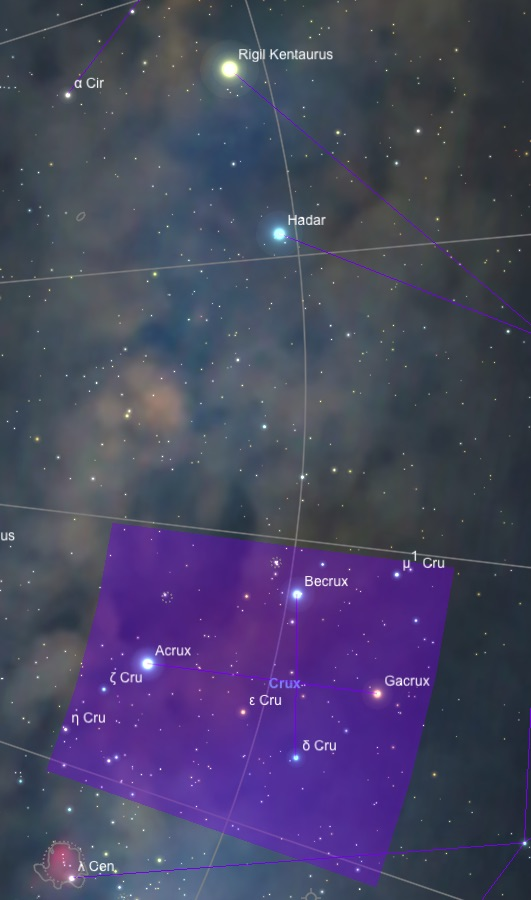 Rigil Kentaurus
α Cir
Hadar
us
μ1 Cru
Becrux
Acrux
ζ Cru
Crux
Gacrux
ε Cru
η Cru
δ Cru
λ Cen